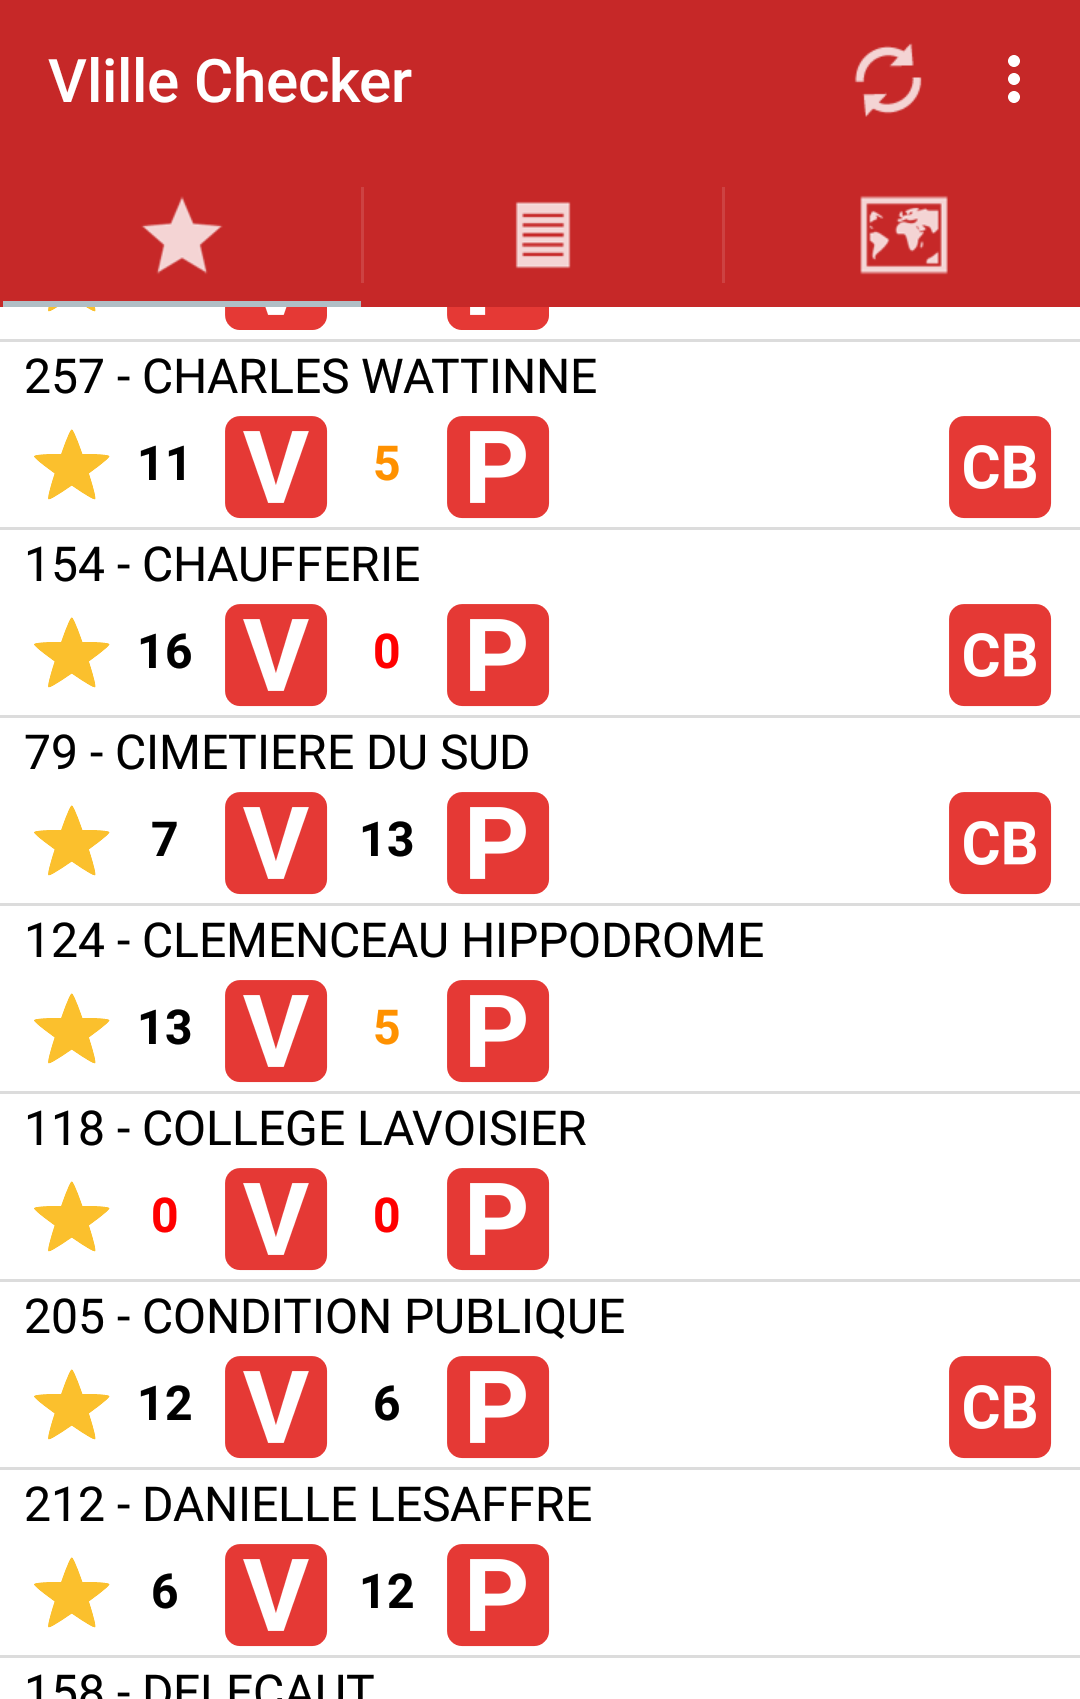 Vlille Checker
257 - CHARLES WATTINNE
11 V 5 P CB
154 - CHAUFFERIE
16 V 0 P CB
79 - CIMETIERE DU SUD
7 V 13 P CB
124 - CLEMENCEAU HIPPODROME
13 V 5 P
118 - COLLEGE LAVOISIER
0 V 0 P
205 - CONDITION PUBLIQUE
12 V 6 P CB
212 - DANIELLE LESAFFRE
6 V 12 P
158 - DELECAUT